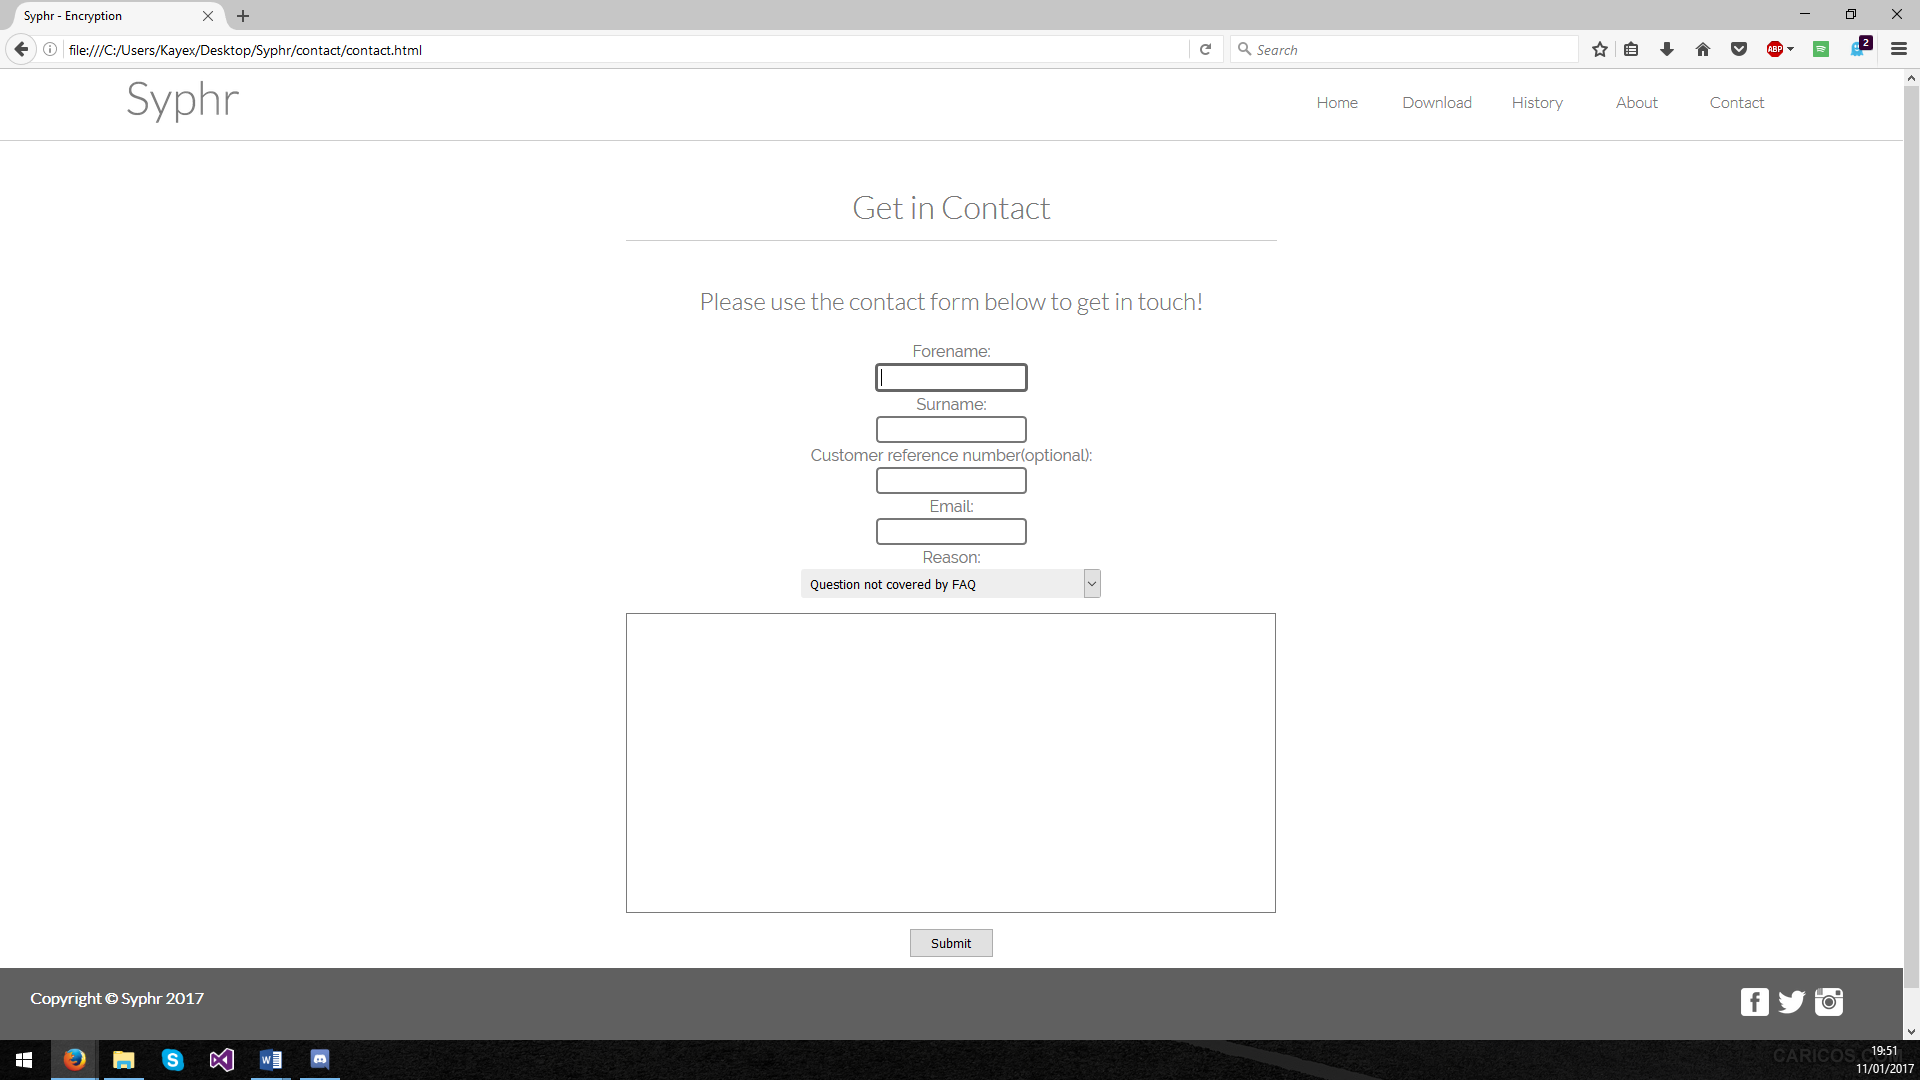 Syphr - Encryption
file:///C:/Users/Kayex/Desktop/Syphr/contact/contact.html
Search
ABP
2
Syphr
Home
Download
History
About
Contact
Get in Contact
Please use the contact form below to get in touch!
Forename:
Surname:
Customer reference number(optional):
Email:
Reason:
Question not covered by FAQ
Submit
Copyright © Syphr 2017
19:51
CARICOS.COM
11/01/2017